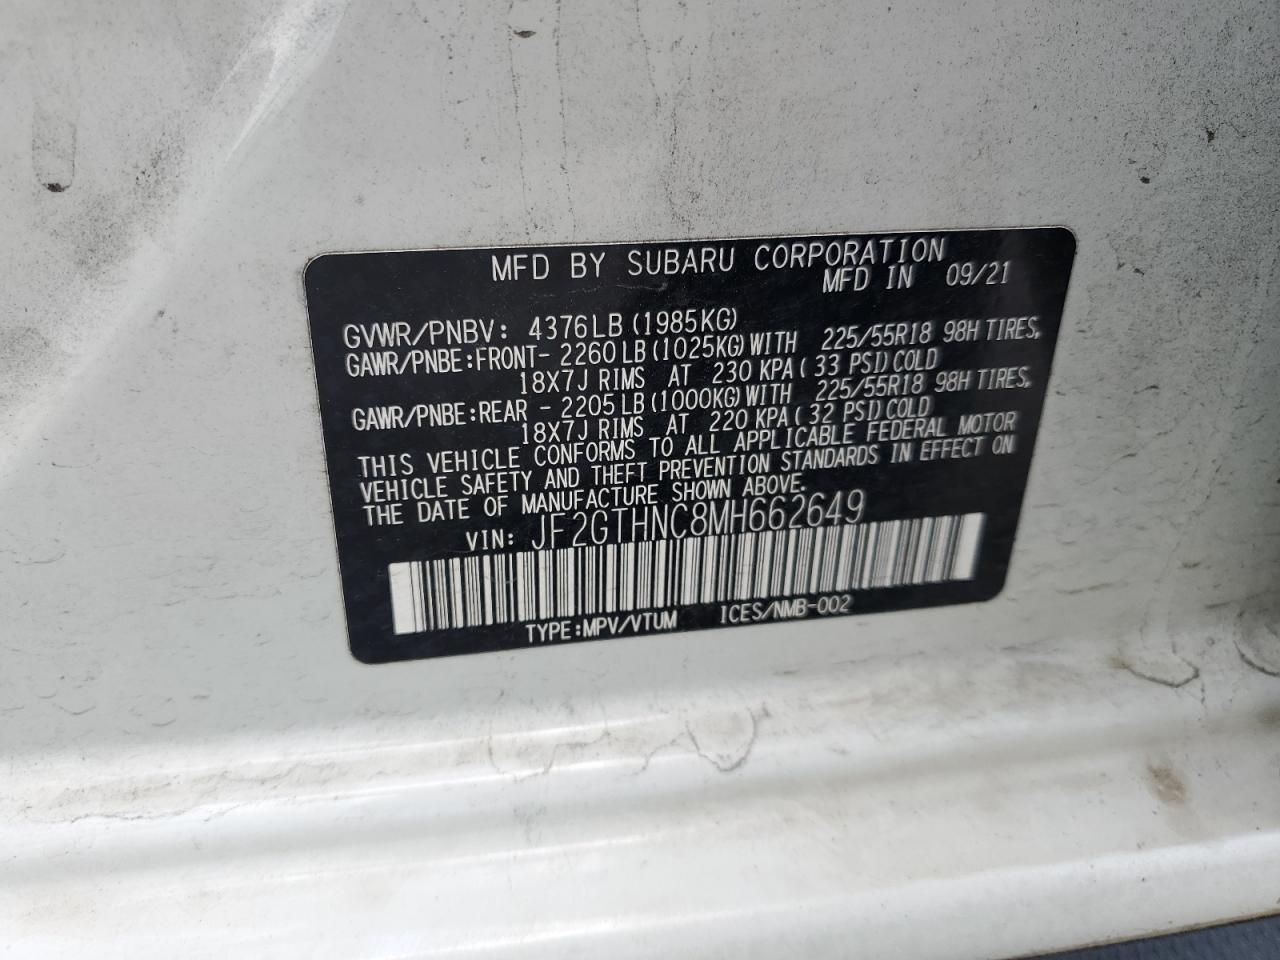 MFD BY SUBARU CORPORATION
MFD IN 09/21
GVWR/PNBV: 4376LB (1985KG)
GAWR/PNBE:FRONT- 2260 LB (1025KG) WITH 225/55R18 98H TIRES,
18X7J RIMS AT 230 KPA ( 33 PSI) COLD
GAWR/PNBE:REAR - 2205 LB (1000KG) WITH 225/55R18 98H TIRES,
18X7J RIMS AT 220 KPA ( 32 PSI) COLD
THIS VEHICLE CONFORMS TO ALL APPLICABLE FEDERAL MOTOR
VEHICLE SAFETY AND THEFT PREVENTION STANDARDS IN EFFECT ON
THE DATE OF MANUFACTURE SHOWN ABOVE.
VIN: JF2GTHNC8MH662649
TYPE:MPV/VTUM ICES/NMB-002